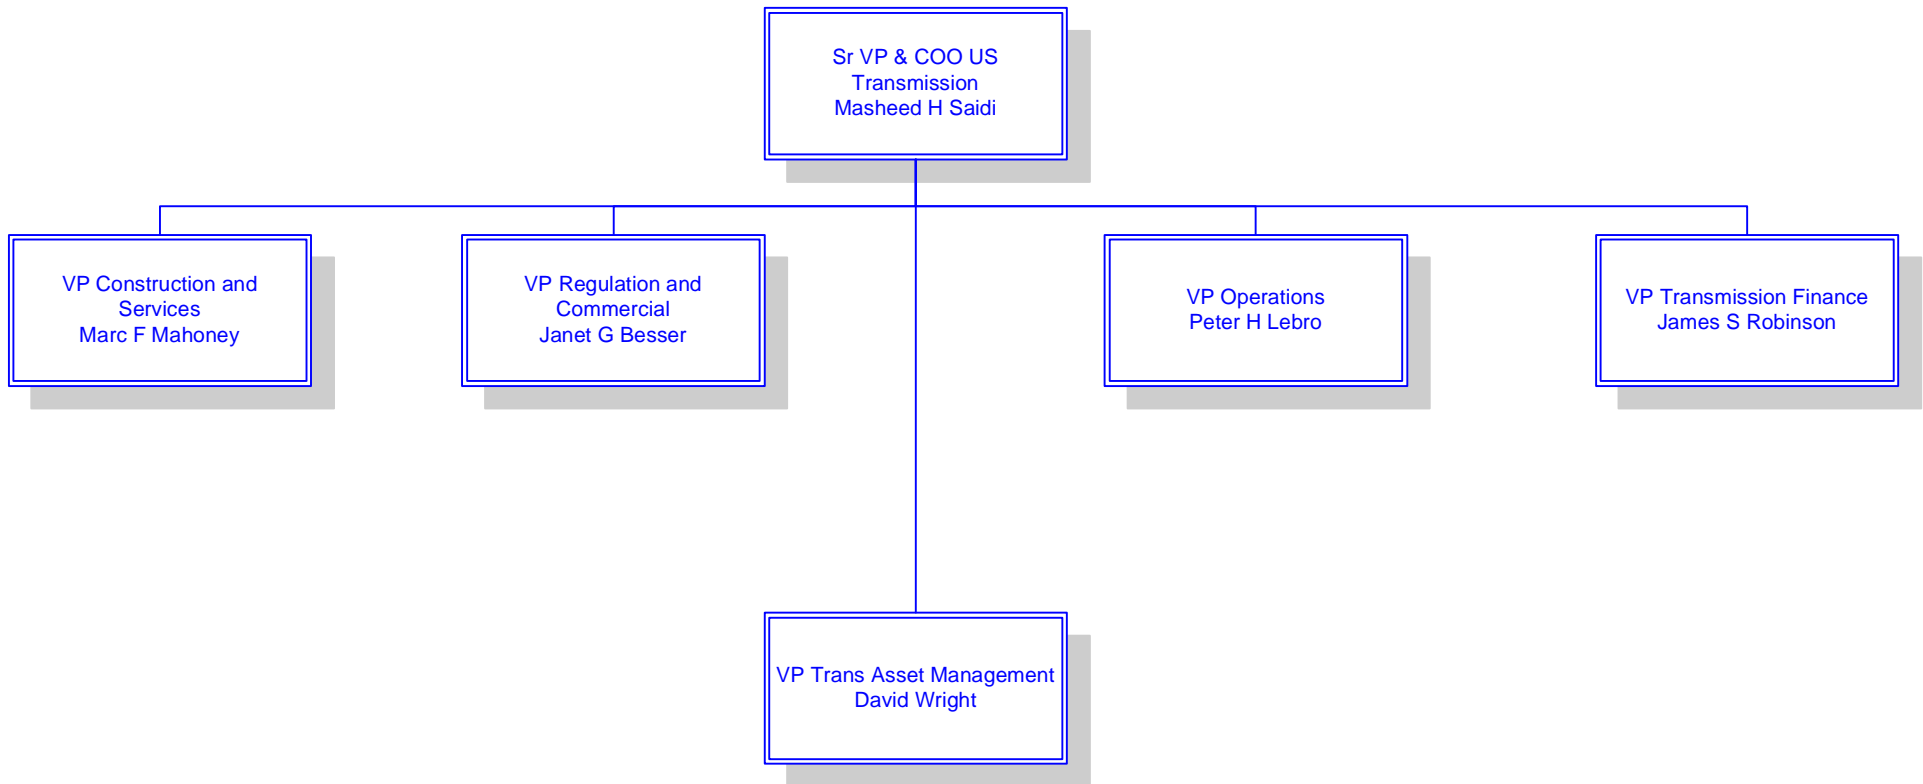 Sr VP & COO US
Transmission
Masheed H Saidi
VP Construction and
Services
Marc F Mahoney
VP Regulation and
Commercial
Janet G Besser
VP Operations
Peter H Lebro
VP Transmission Finance
James S Robinson
VP Trans Asset Management
David Wright